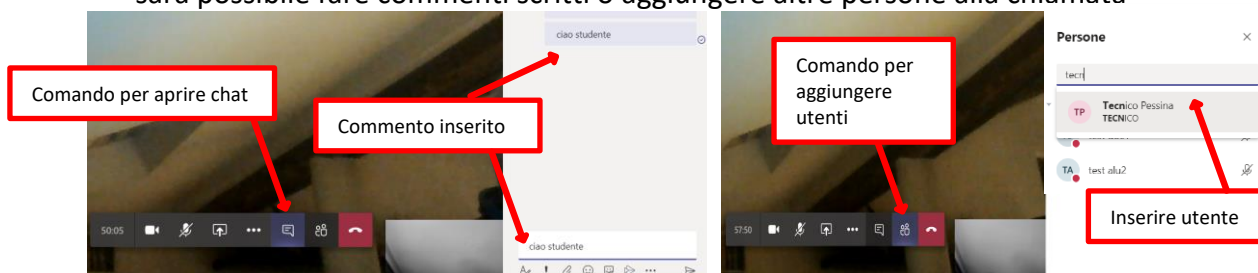 sarà possibile fare commenti scritti o aggiungere altre persone alla chiamata
ciao studente
Comando per aprire chat
Commento inserito
50:05
ciao studente
Comando per
aggiungere
utenti
57:50
Persone
tecn
TP
Tecnico Pessina
TECNICO
TA
test alu2
Inserire utente